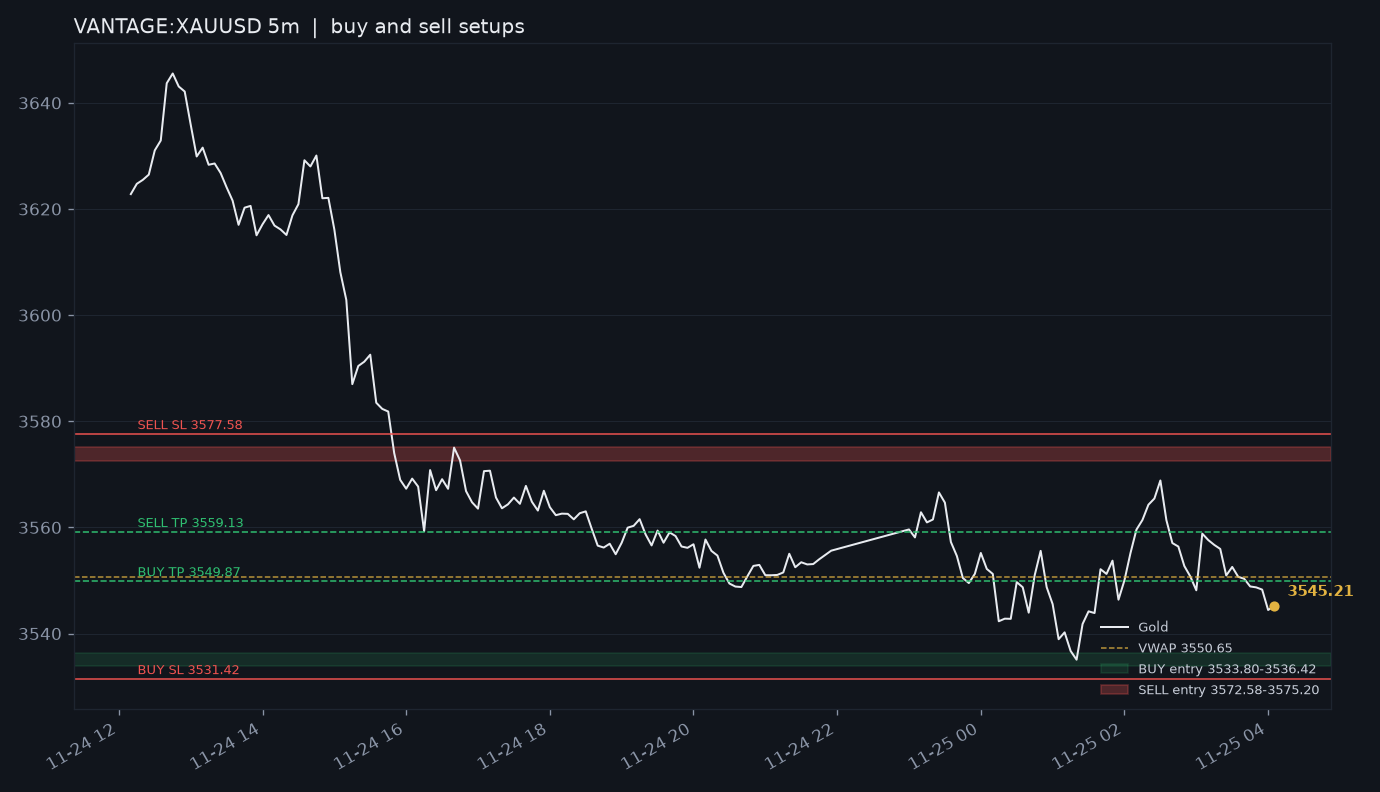 VANTAGE:XAUUSD 5m | buy and sell setups
3640
3620
3600
3580
3560
3540
SELL SL 3577.58
SELL TP 3559.13
BUY TP 3549.87
BUY SL 3531.42
3545.21
Gold
VWAP 3550.65
BUY entry 3533.80-3536.42
SELL entry 3572.58-3575.20
11-24 12
11-24 14
11-24 16
11-24 18
11-24 20
11-24 22
11-25 00
11-25 02
11-25 04